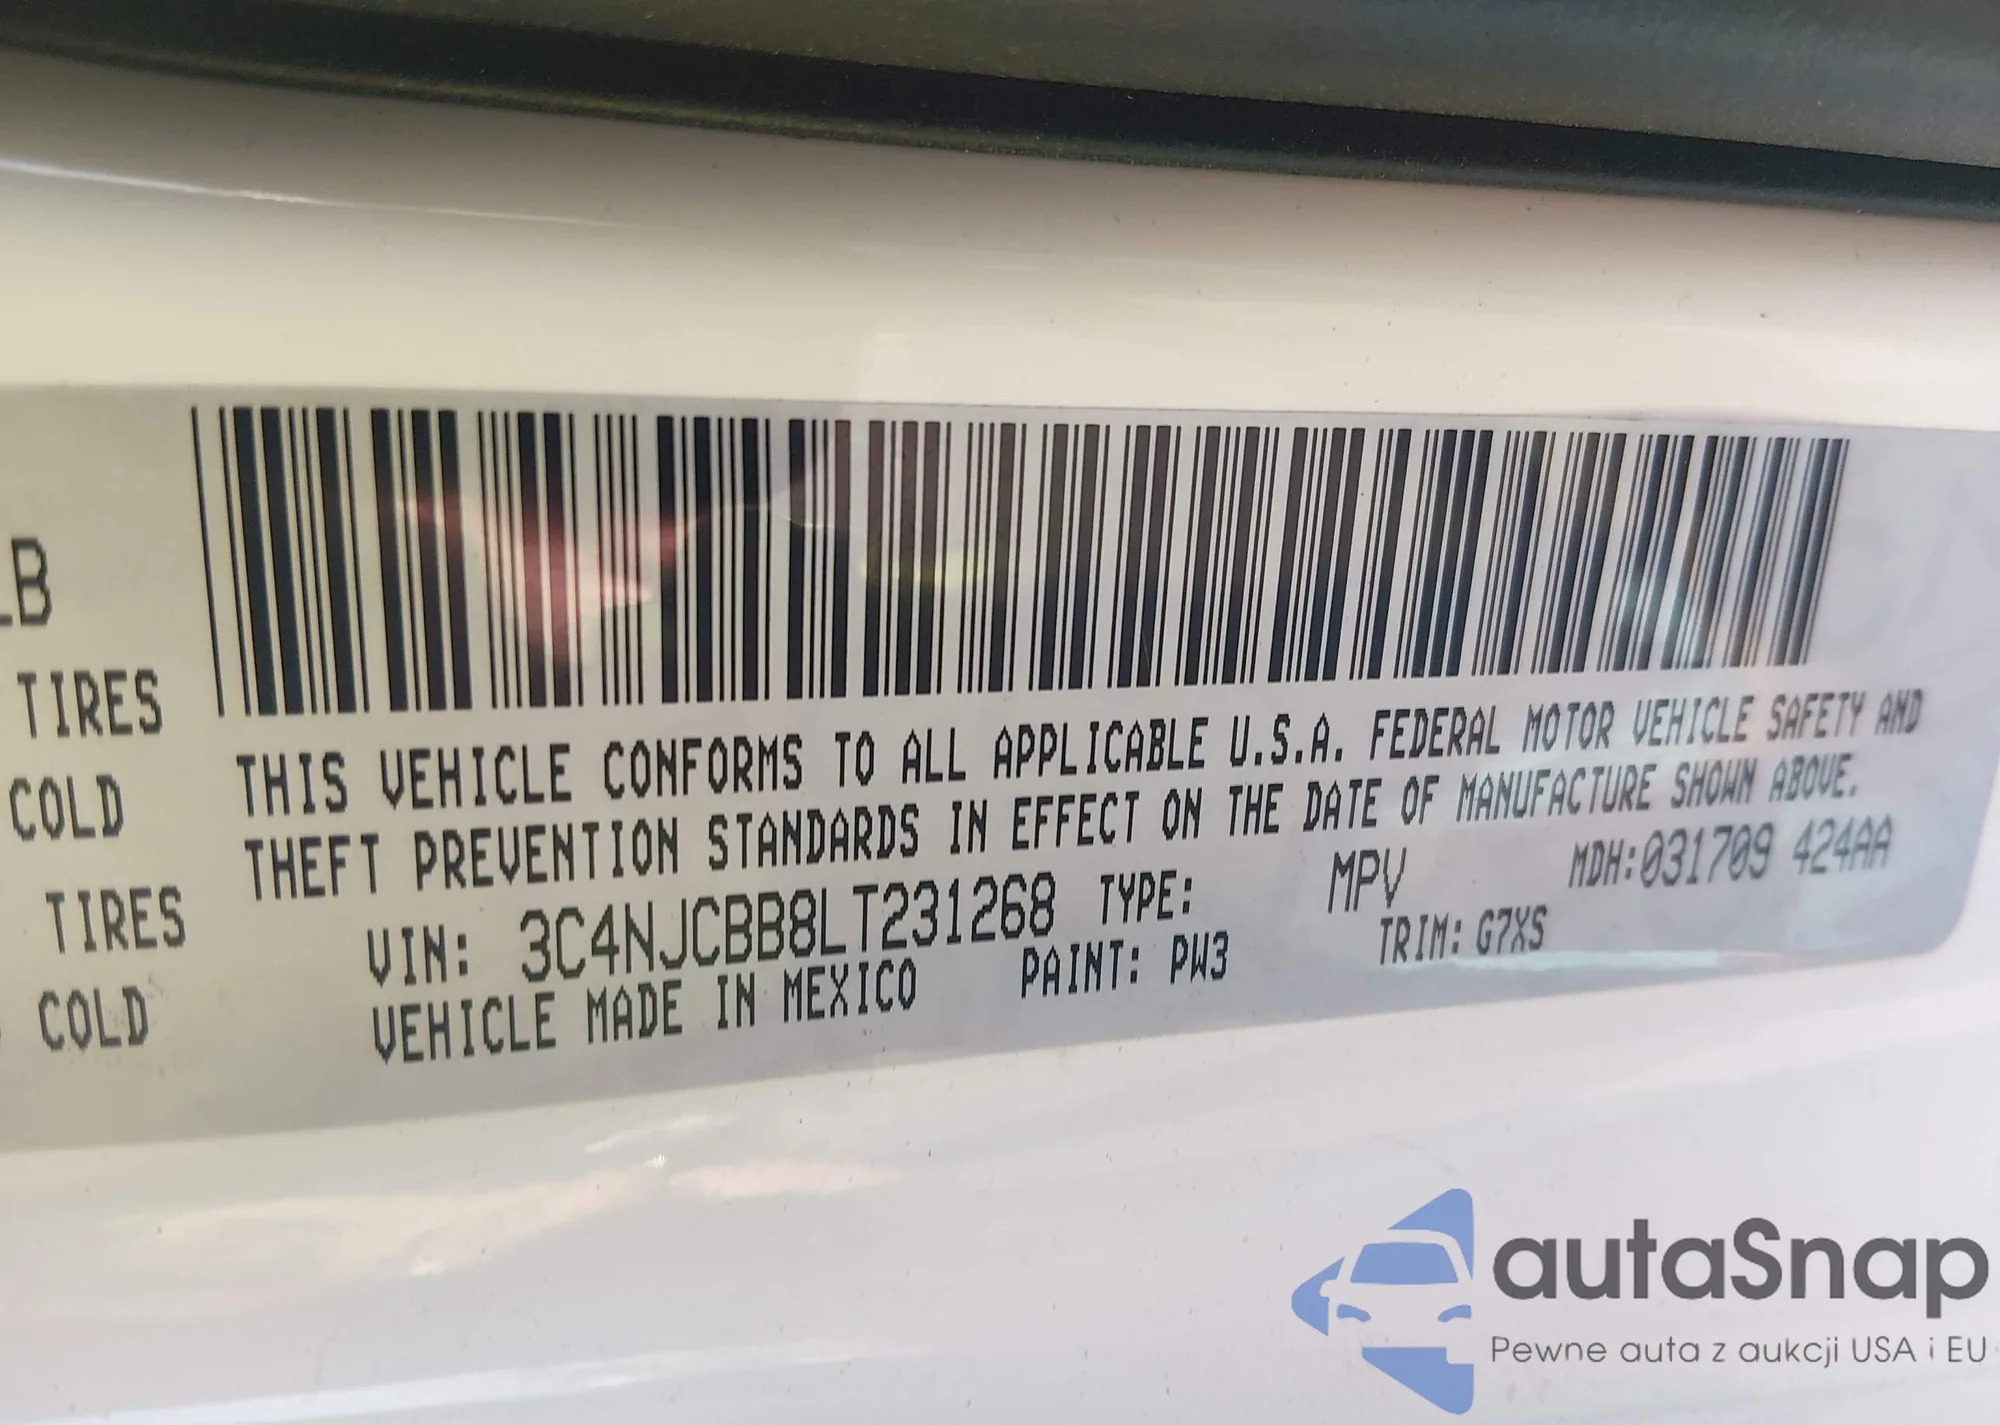 LB
TIRES
COLD
TIRES
COLD
THIS VEHICLE CONFORMS TO ALL APPLICABLE U.S.A. FEDERAL MOTOR VEHICLE SAFETY AND
THEFT PREVENTION STANDARDS IN EFFECT ON THE DATE OF MANUFACTURE SHOWN ABOVE.
VIN: 3C4NJCBB8LT231268 TYPE: MPV MDH:031709 424AA
VEHICLE MADE IN MEXICO PAINT: PW3 TRIM: G7XS
autaSnap
Pewne auta z aukcji USA i EU